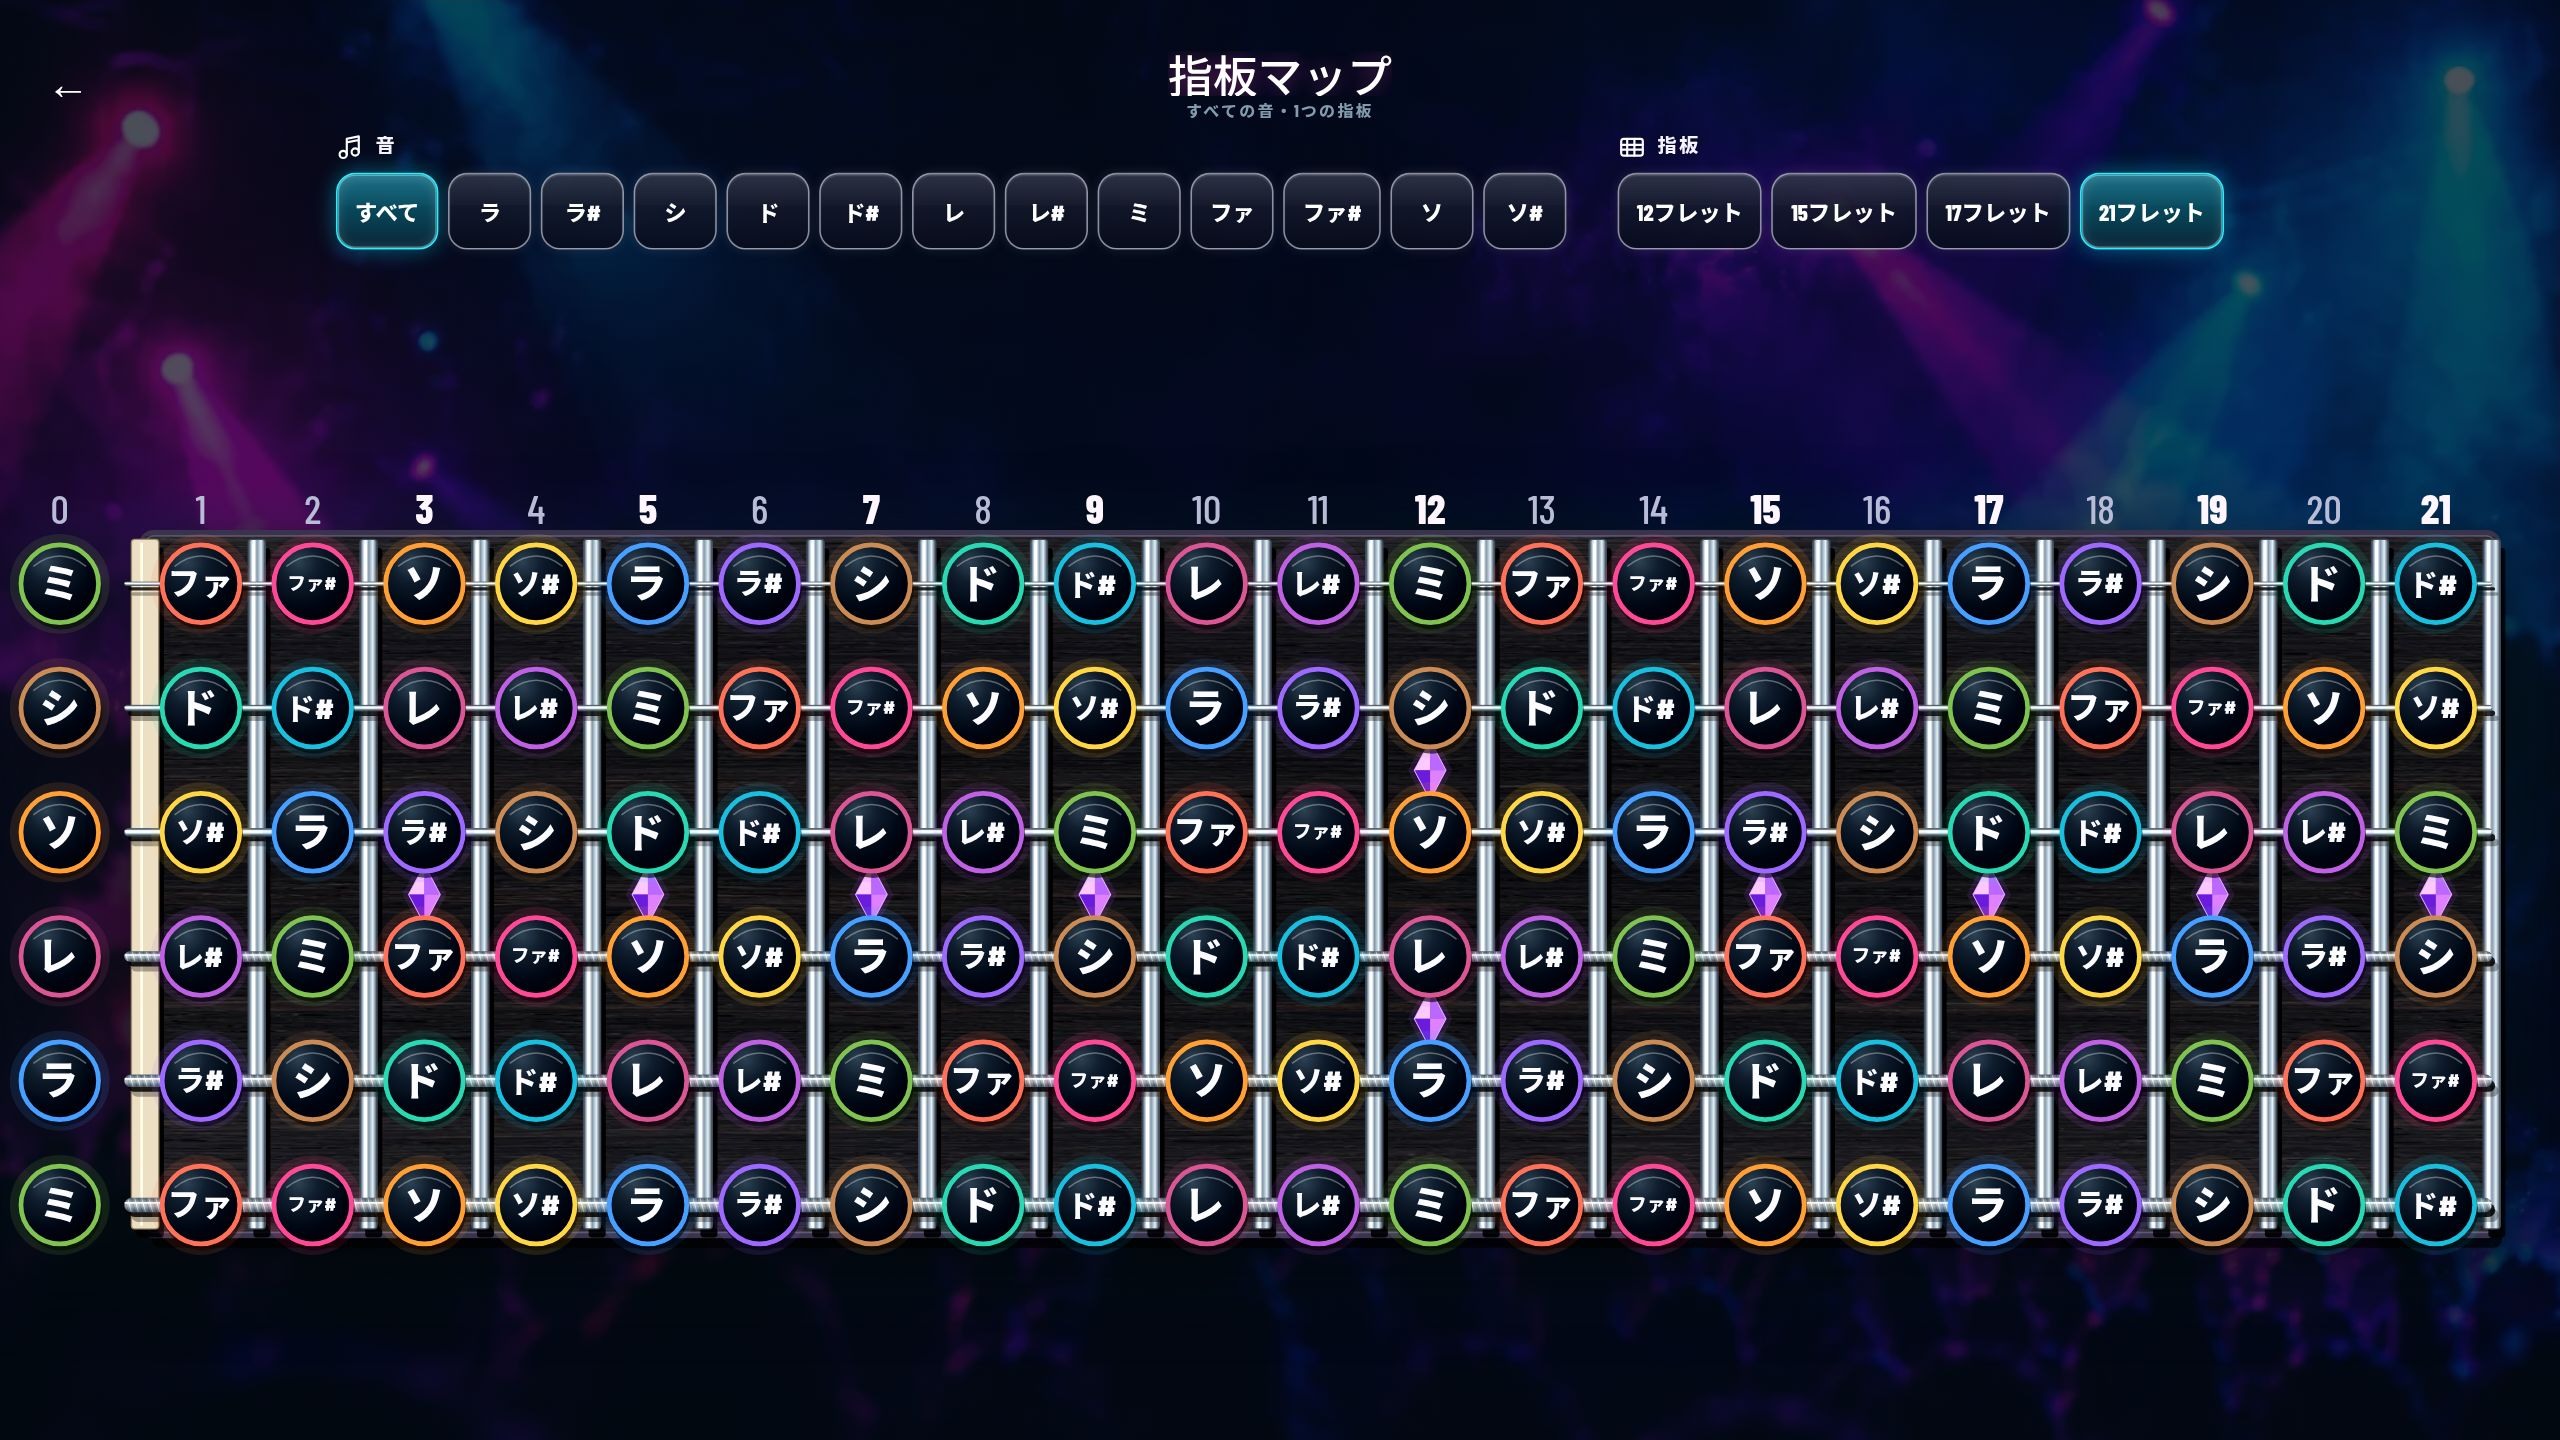 ←
指板マップ
すべての音・1つの指板
音
すべて ラ ラ# シ ド ド# レ レ# ミ ファ ファ# ソ ソ#
指板
12フレット 15フレット 17フレット 21フレット
0 1 2 3 4 5 6 7 8 9 10 11 12 13 14 15 16 17 18 19 20 21
ミ ファ ファ# ソ ソ# ラ ラ# シ ド ド# レ レ# ミ ファ ファ# ソ ソ# ラ ラ# シ ド ド#
シ ド ド# レ レ# ミ ファ ファ# ソ ソ# ラ ラ# シ ド ド# レ レ# ミ ファ ファ# ソ ソ#
ソ ソ# ラ ラ# シ ド ド# レ レ# ミ ファ ファ# ソ ソ# ラ ラ# シ ド ド# レ レ# ミ
レ レ# ミ ファ ファ# ソ ソ# ラ ラ# シ ド ド# レ レ# ミ ファ ファ# ソ ソ# ラ ラ# シ
ラ ラ# シ ド ド# レ レ# ミ ファ ファ# ソ ソ# ラ ラ# シ ド ド# レ レ# ミ ファ ファ#
ミ ファ ファ# ソ ソ# ラ ラ# シ ド ド# レ レ# ミ ファ ファ# ソ ソ# ラ ラ# シ ド ド#